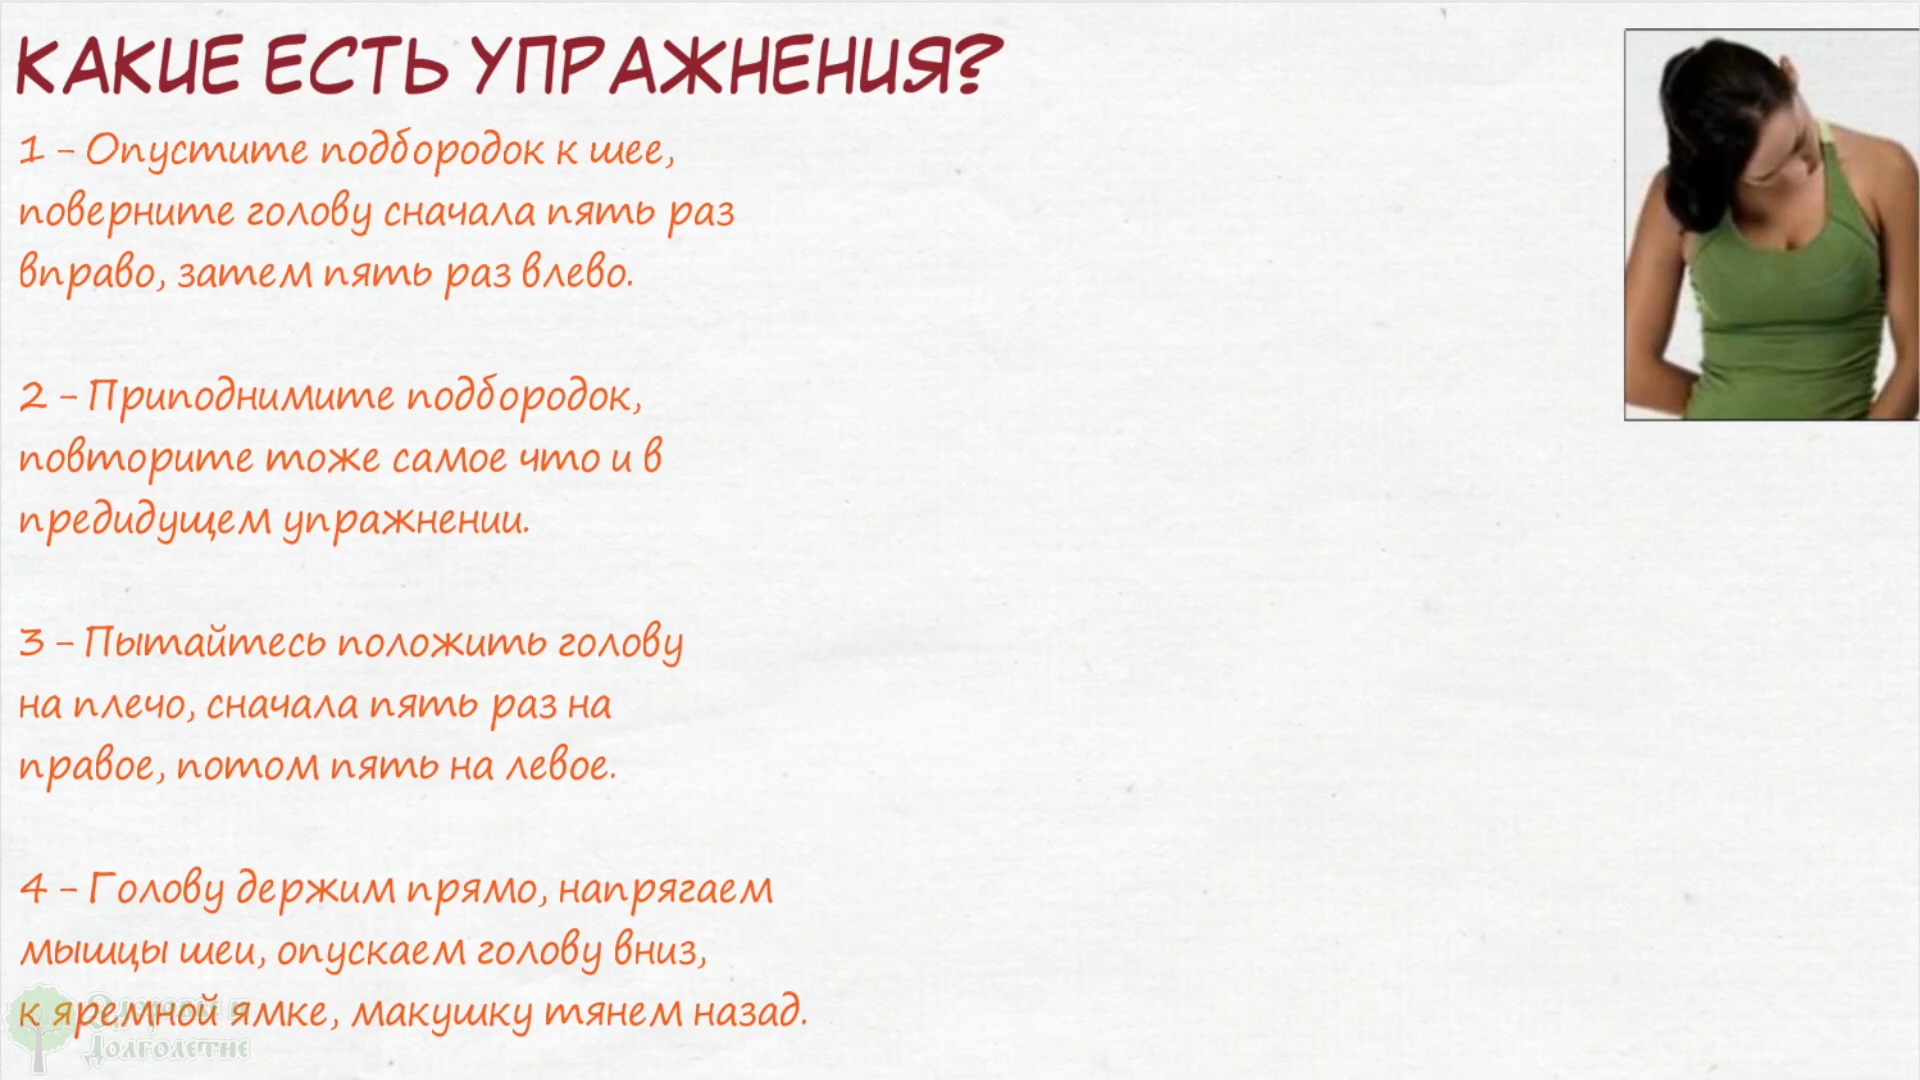 КАКИЕ ЕСТЬ УПРАЖНЕНИЯ?
1 - Опустите подбородок к шее,
поверните голову сначала пять раз
вправо, затем пять раз влево.
2 - Приподнимите подбородок,
повторите тоже самое что и в
предидущем упражнении.
3 - Пытайтесь положить голову
на плечо, сначала пять раз на
правое, потом пять на левое.
4 - Голову держим прямо, напрягаем
мышцы шеи, опускаем голову вниз,
к яремной ямке, макушку тянем назад.
Долголетие